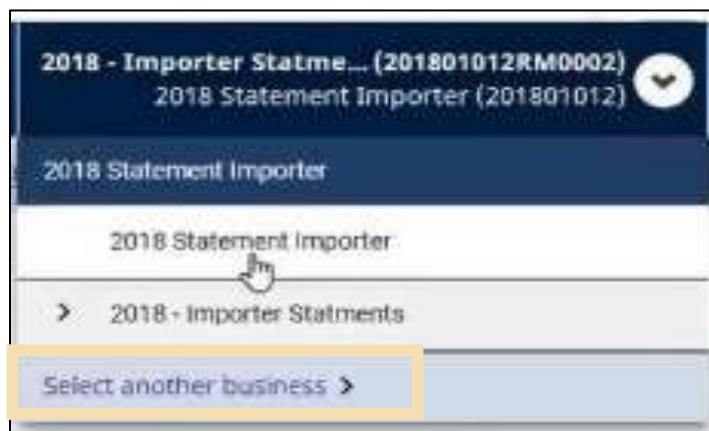 2018 - Importer Statme... (201801012RM0002)
2018 Statement Importer (201801012)
2018 Statement Importer
2018 Statement Importer
2018 - Importer Statments
Select another business